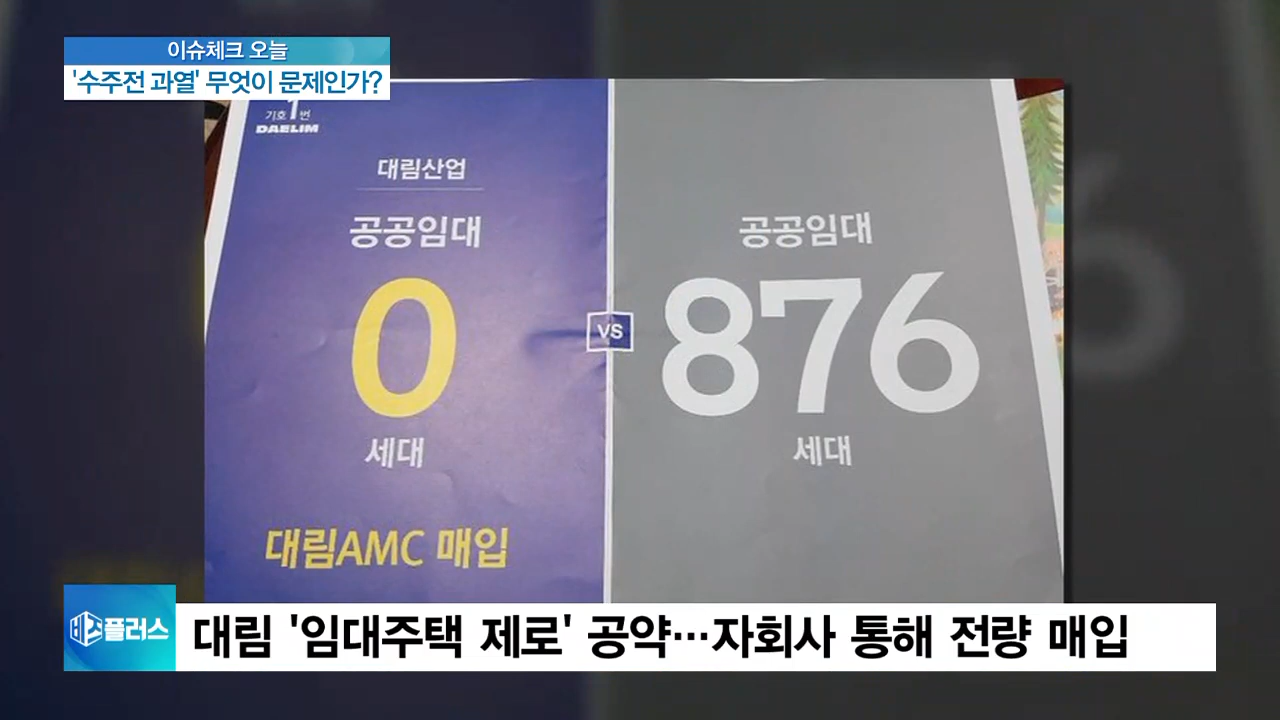 이슈체크 오늘
'수주전 과열' 무엇이 문제인가?
기호 1번
DAELIM
대림산업
공공임대
0
세대
대림AMC 매입
VS
공공임대
876
세대
비즈플러스
대림 '임대주택 제로' 공약…자회사 통해 전량 매입